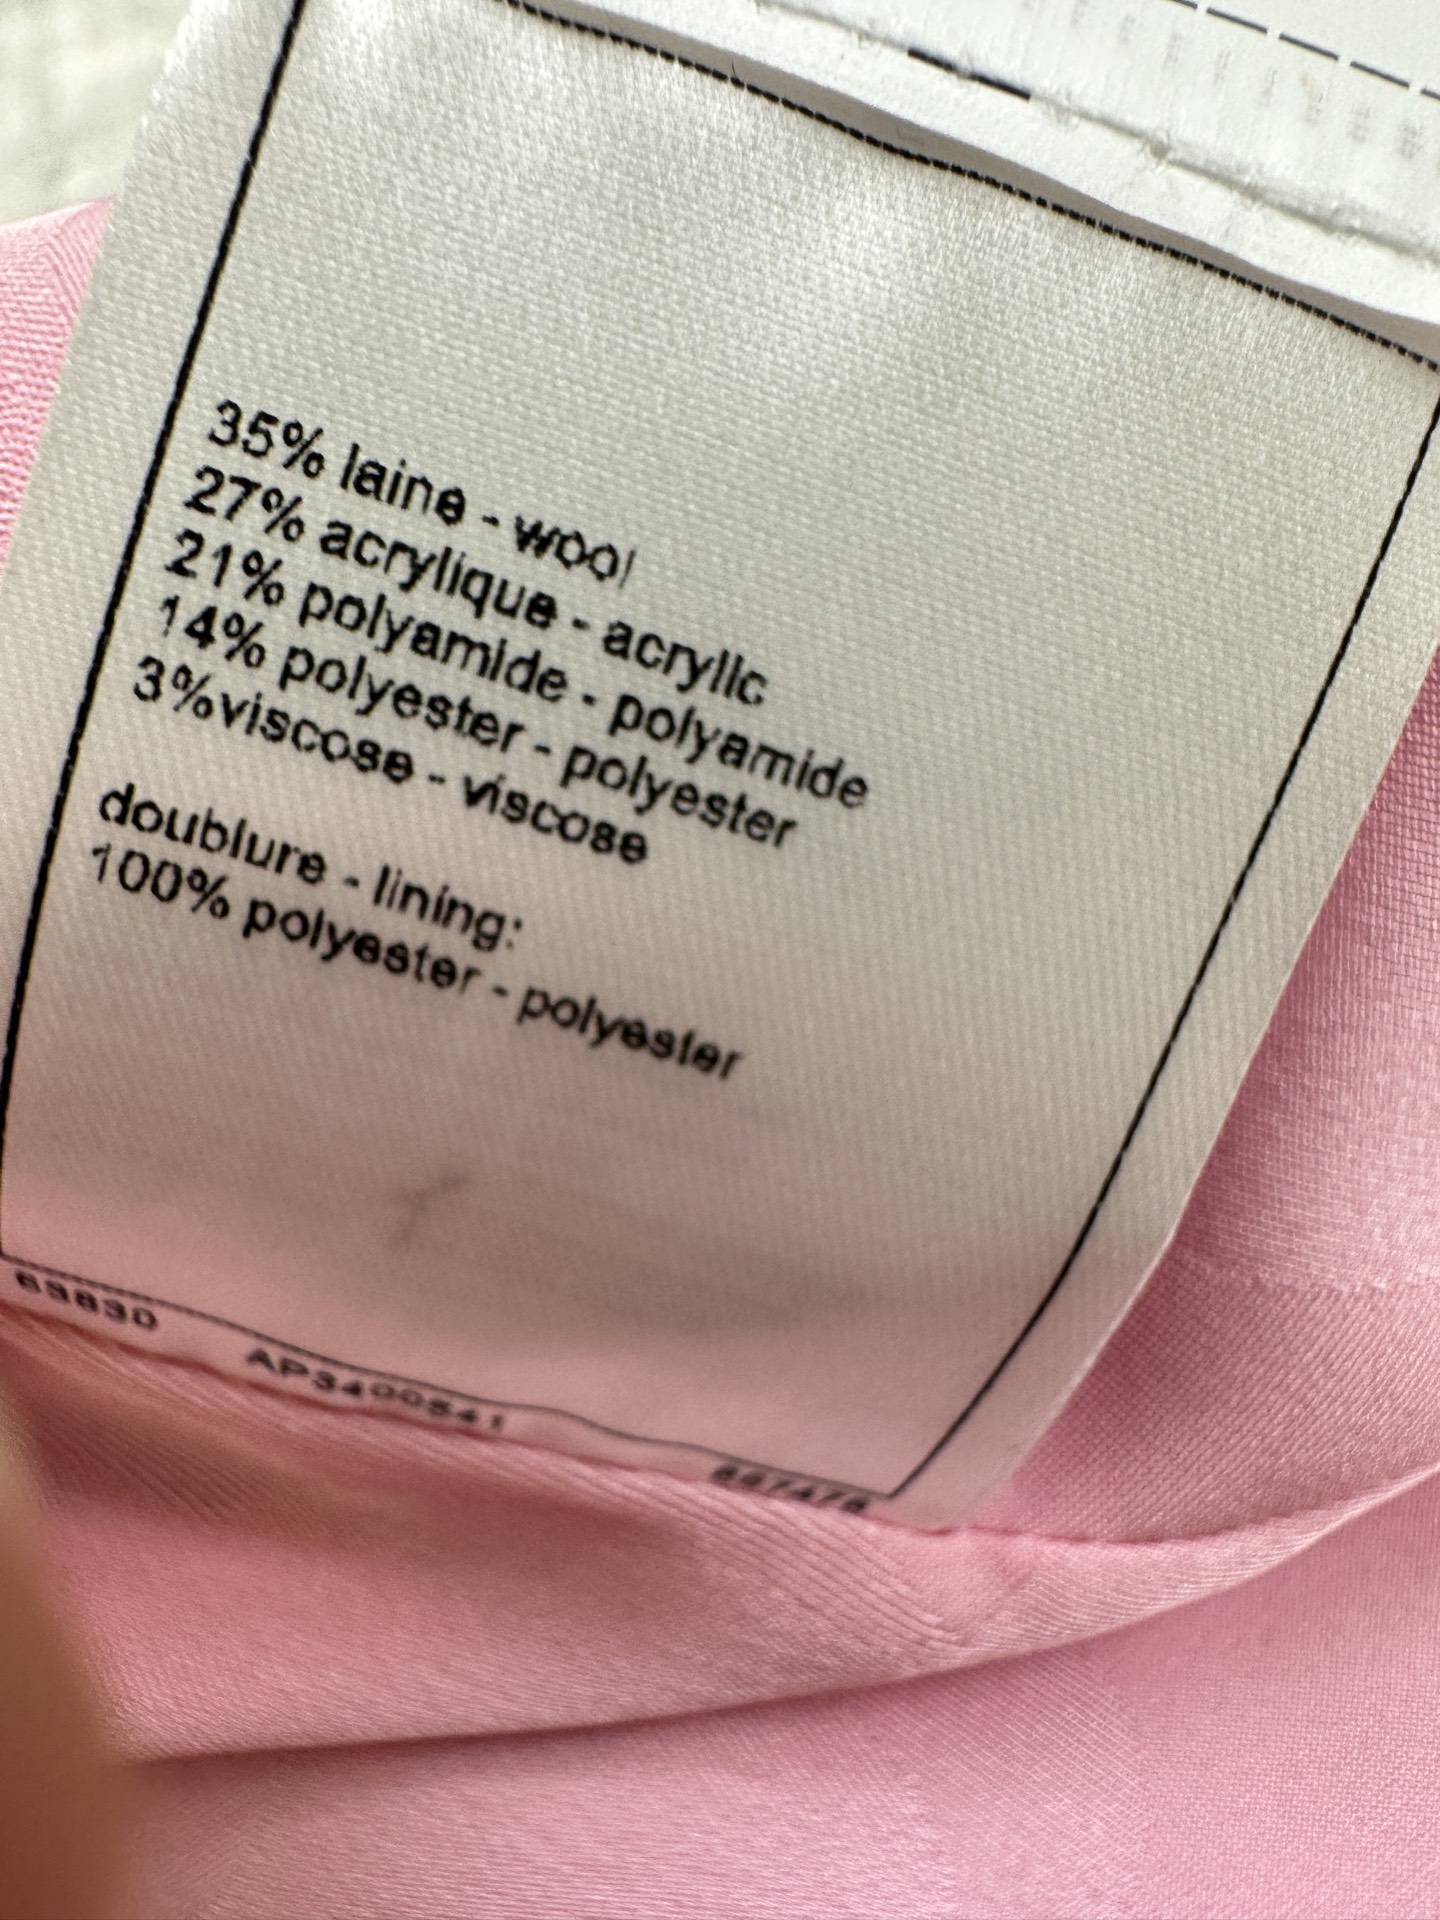 35% laine - wool
27% acrylique - acrylic
21% polyamide - polyamide
14% polyester - polyester
3%viscose - viscose
doublure - lining:
100% polyester - polyester
AP3400541